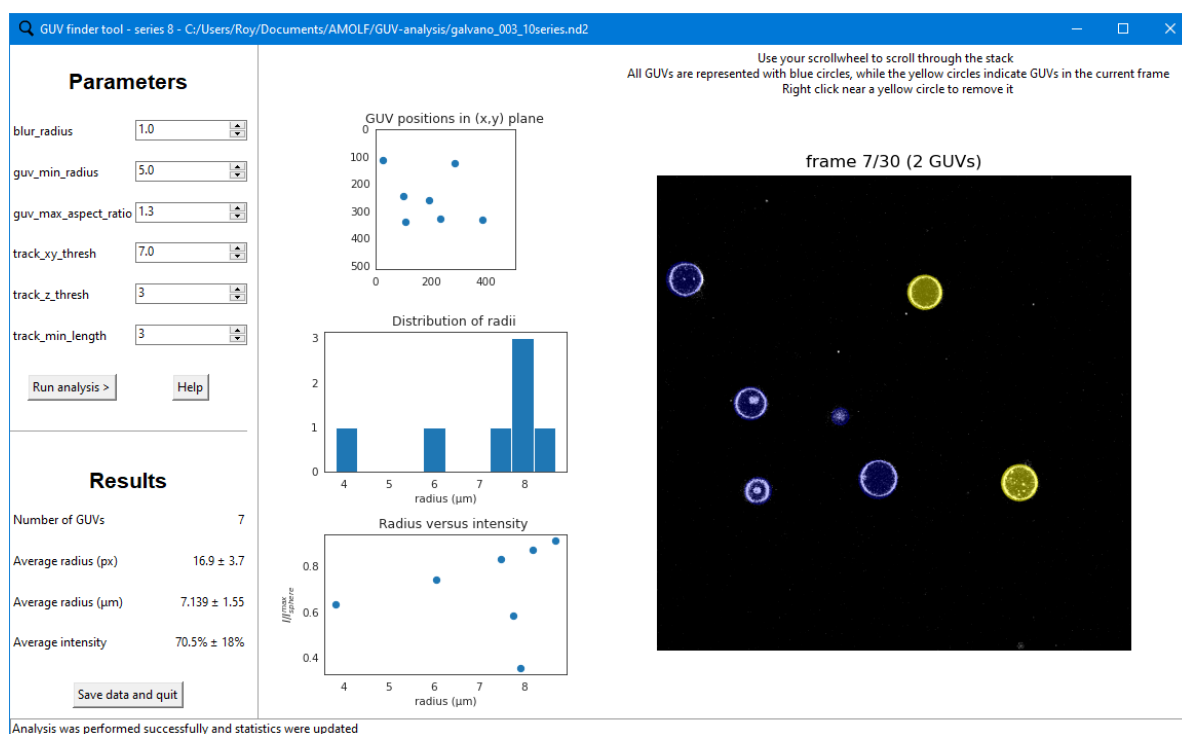 GUV finder tool - series 8 - C:/Users/Roy/Documents/AMOLF/GUV-analysis/galvano_003_10series.nd2
Parameters
blur_radius 1.0
guv_min_radius 5.0
guv_max_aspect_ratio 1.3
track_xy_thresh 7.0
track_z_thresh 3
track_min_length 3
Run analysis > Help
Results
Number of GUVs 7
Average radius (px) 16.9 ± 3.7
Average radius (μm) 7.139 ± 1.55
Average intensity 70.5% ± 18%
Save data and quit
GUV positions in (x,y) plane
0
100
200
300
400
500
0 200 400
Distribution of radii
3
2
1
0
4 5 6 7 8
radius (μm)
Radius versus intensity
0.8
0.6
0.4
I/I^max_sphere
4 5 6 7 8
radius (μm)
Use your scrollwheel to scroll through the stack
All GUVs are represented with blue circles, while the yellow circles indicate GUVs in the current frame
Right click near a yellow circle to remove it
frame 7/30 (2 GUVs)
Analysis was performed successfully and statistics were updated